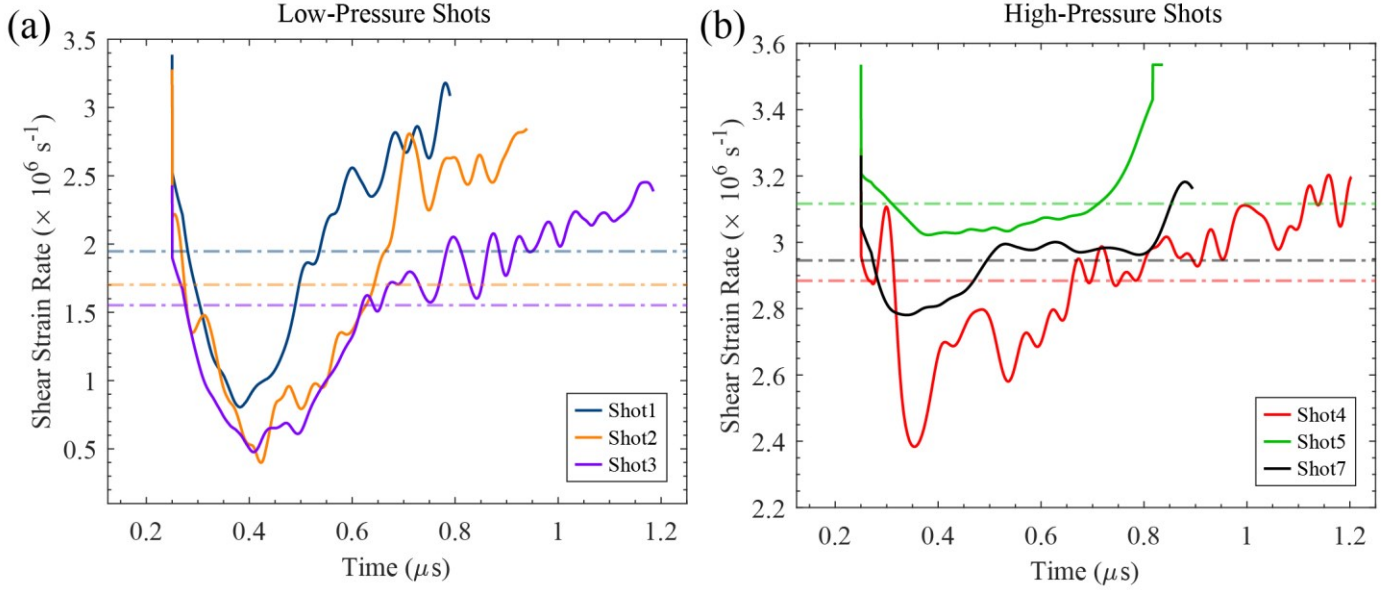 (a)
Low-Pressure Shots
3.5
3
2.5
2
1.5
1
0.5
Shear Strain Rate (× 10⁶ s⁻¹)
0.2 0.4 0.6 0.8 1 1.2
Time (μs)
Shot1
Shot2
Shot3
(b)
High-Pressure Shots
3.6
3.4
3.2
3
2.8
2.6
2.4
2.2
Shear Strain Rate (× 10⁶ s⁻¹)
0.2 0.4 0.6 0.8 1 1.2
Time (μs)
Shot4
Shot5
Shot7